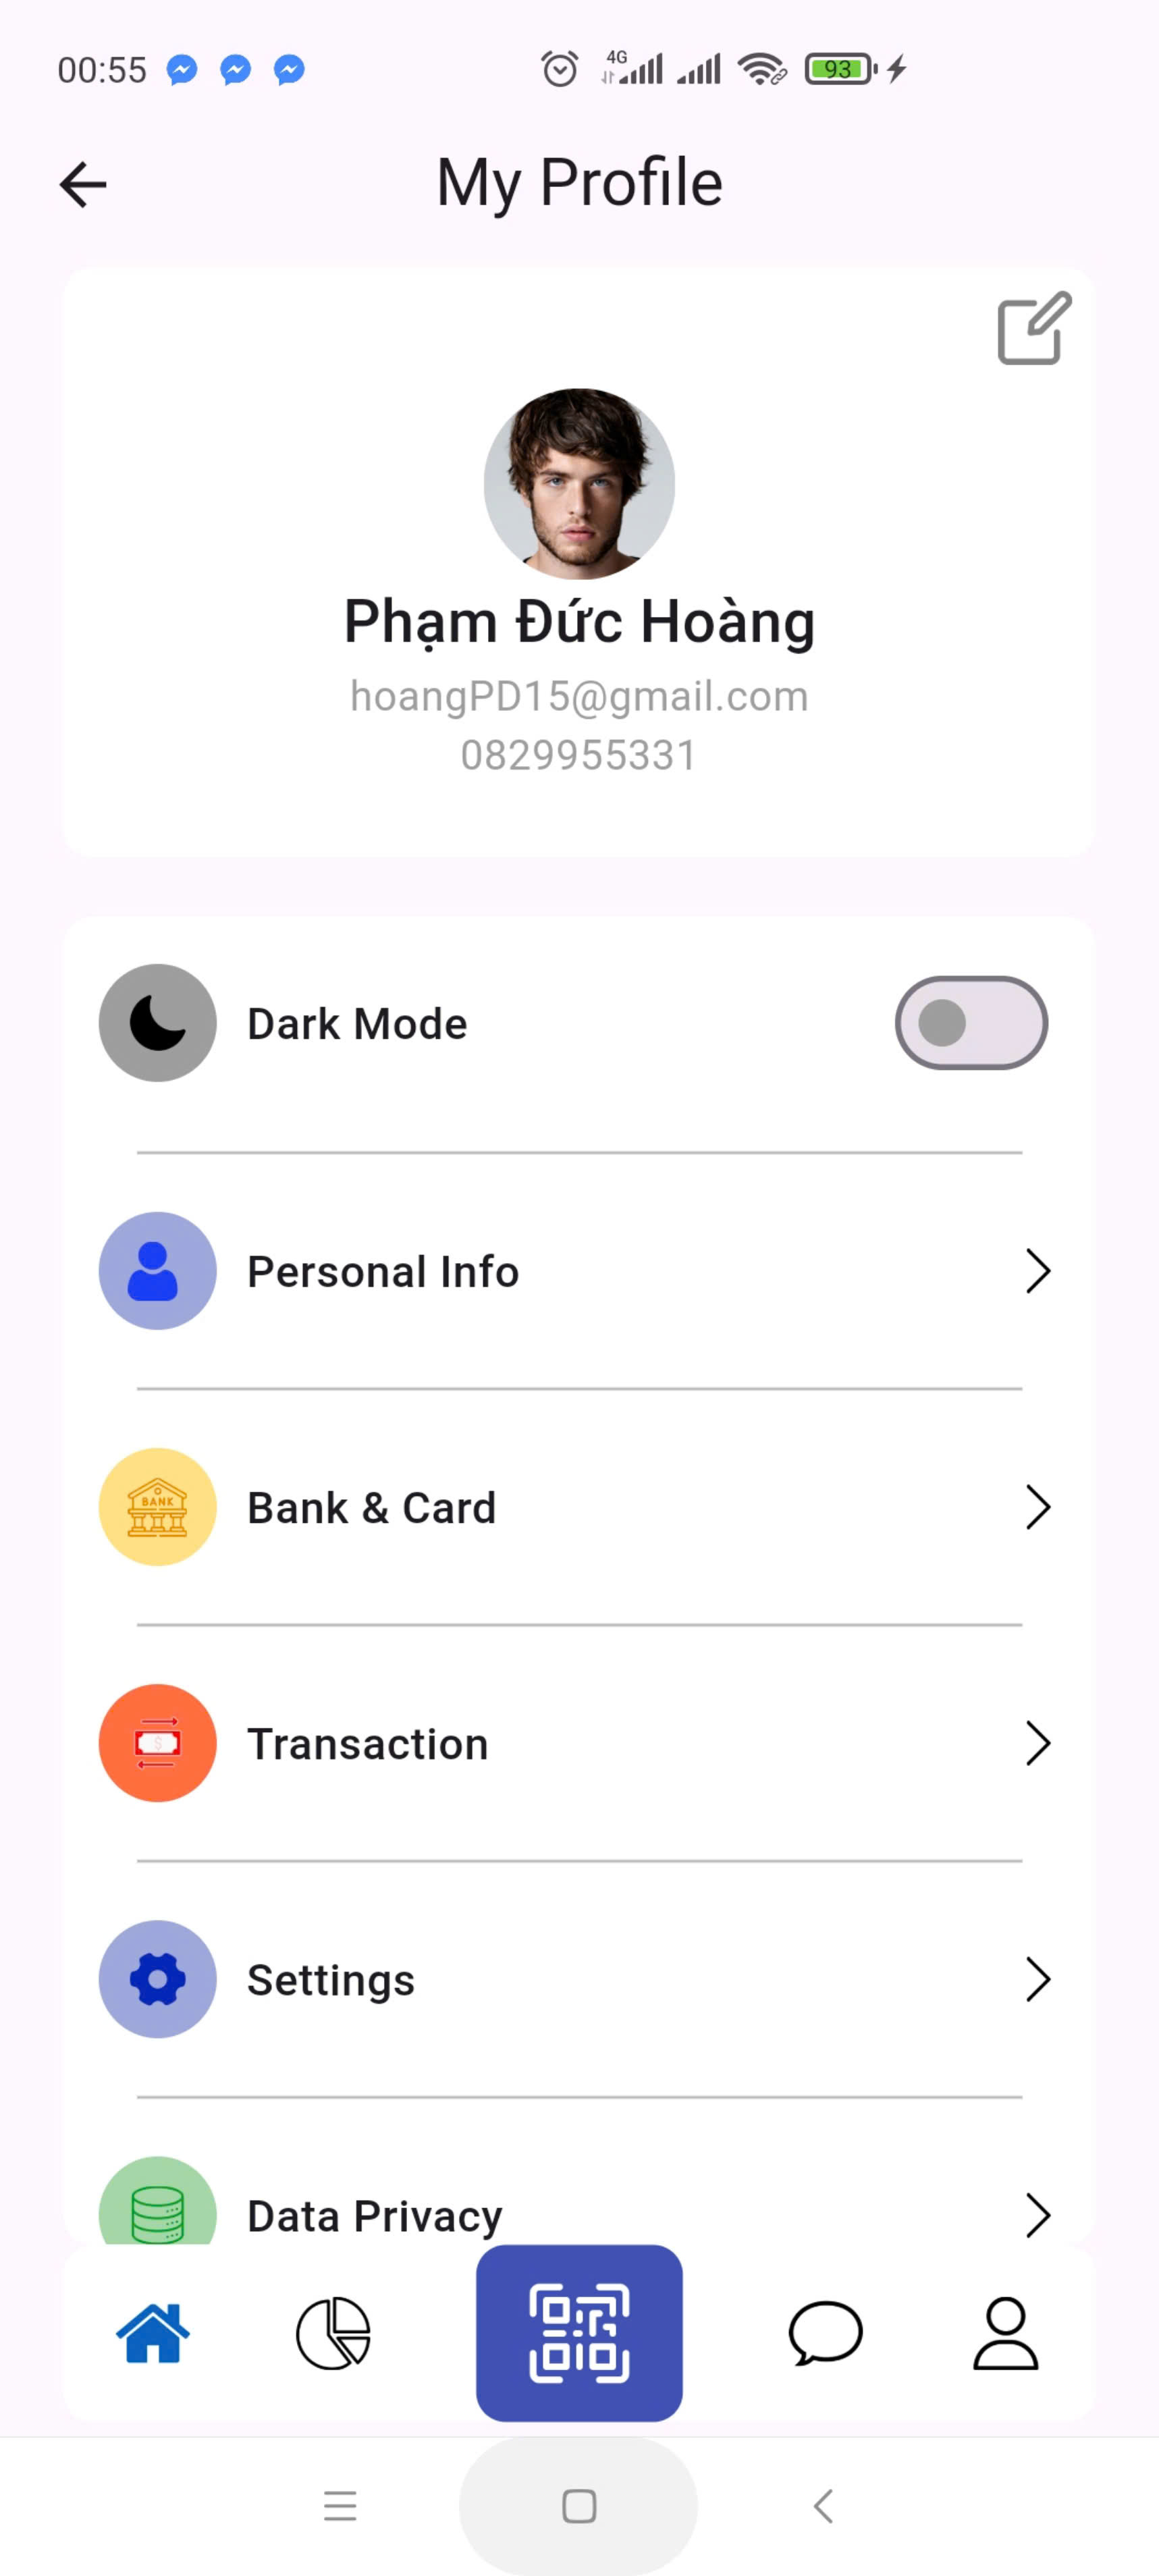 00:55
4G
93
My Profile
Phạm Đức Hoàng
hoangPD15@gmail.com
0829955331
Dark Mode
Personal Info
BANK
Bank & Card
$
Transaction
Settings
Data Privacy